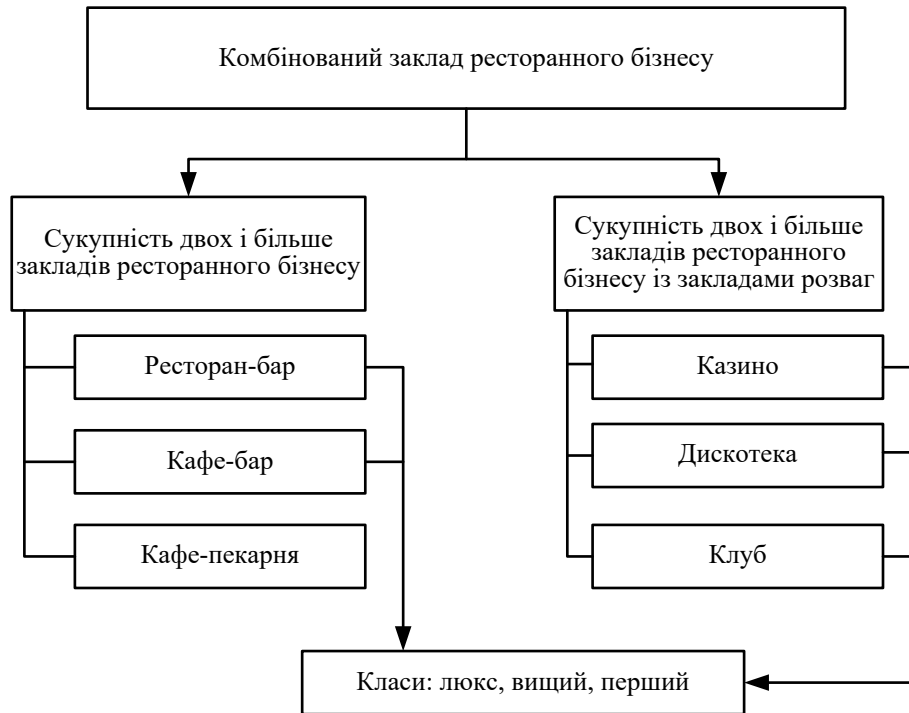 Комбінований заклад ресторанного бізнесу
Сукупність двох і більше
закладів ресторанного бізнесу
Сукупність двох і більше
закладів ресторанного
бізнесу із закладами розваг
Ресторан-бар
Кафе-бар
Кафе-пекарня
Казино
Дискотека
Клуб
Класи: люкс, вищий, перший